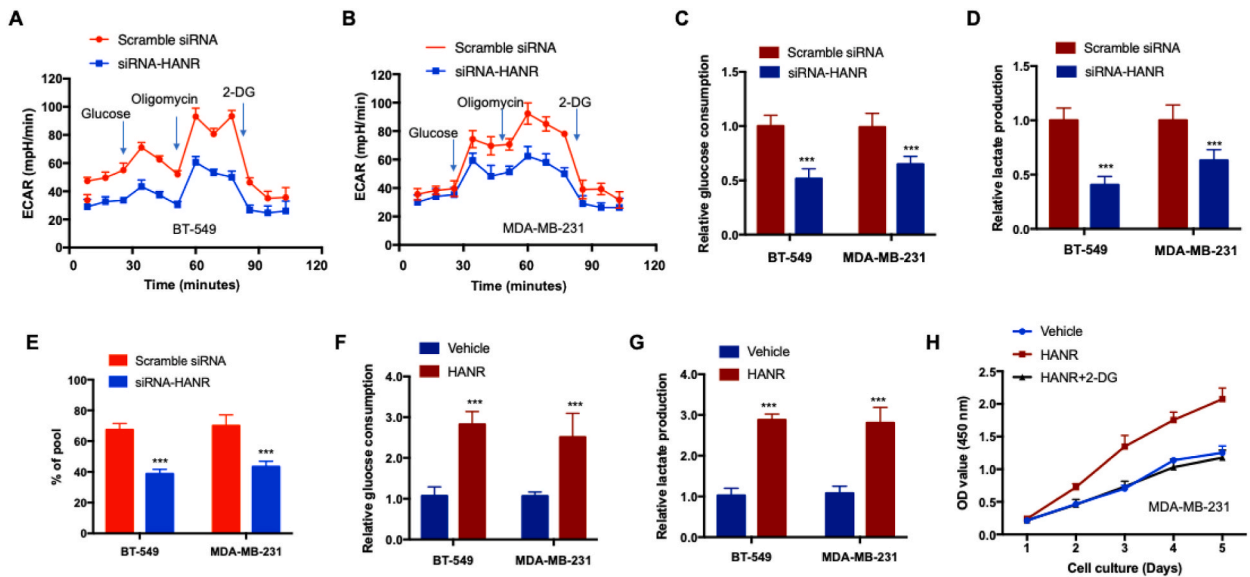 A
Scramble siRNA
siRNA-HANR
ECAR (mpH/min)
120
100
80
60
40
20
0
Glucose
Oligomycin
2-DG
BT-549
0 30 60 90 120
Time (minutes)
B
Scramble siRNA
siRNA-HANR
ECAR (mpH/min)
120
100
80
60
40
20
0
Glucose
Oligomycin
2-DG
MDA-MB-231
0 30 60 90 120
Time (minutes)
C
Scramble siRNA
siRNA-HANR
Relative glucose consumption
1.5
1.0
0.5
0.0
***
***
BT-549 MDA-MB-231
D
Scramble siRNA
siRNA-HANR
Relative lactate production
1.5
1.0
0.5
0.0
***
***
BT-549 MDA-MB-231
E
Scramble siRNA
siRNA-HANR
% of pool
100
80
60
40
20
0
***
***
BT-549 MDA-MB-231
F
Vehicle
HANR
Relative gluocse consumption
4.0
3.0
2.0
1.0
0.0
***
***
BT-549 MDA-MB-231
G
Vehicle
HANR
Relative lactate production
4.0
3.0
2.0
1.0
0.0
***
***
BT-549 MDA-MB-231
H
Vehicle
HANR
HANR+2-DG
OD value (450 nm)
2.5
2.0
1.5
1.0
0.5
0.0
MDA-MB-231
1 2 3 4 5
Cell culture (Days)